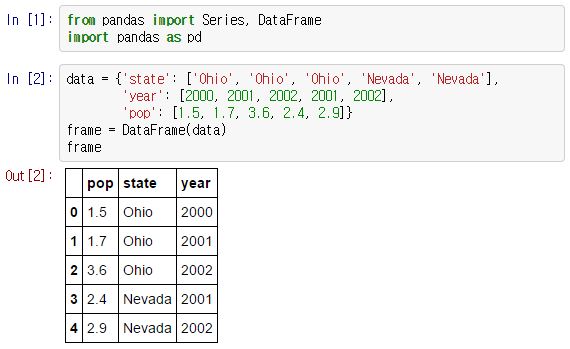 In [1]: from pandas import Series, DataFrame
import pandas as pd
In [2]: data = {'state': ['Ohio', 'Ohio', 'Ohio', 'Nevada', 'Nevada'],
'year': [2000, 2001, 2002, 2001, 2002],
'pop': [1.5, 1.7, 3.6, 2.4, 2.9]}
frame = DataFrame(data)
frame
Out[2]:
pop state year
0 1.5 Ohio 2000
1 1.7 Ohio 2001
2 3.6 Ohio 2002
3 2.4 Nevada 2001
4 2.9 Nevada 2002